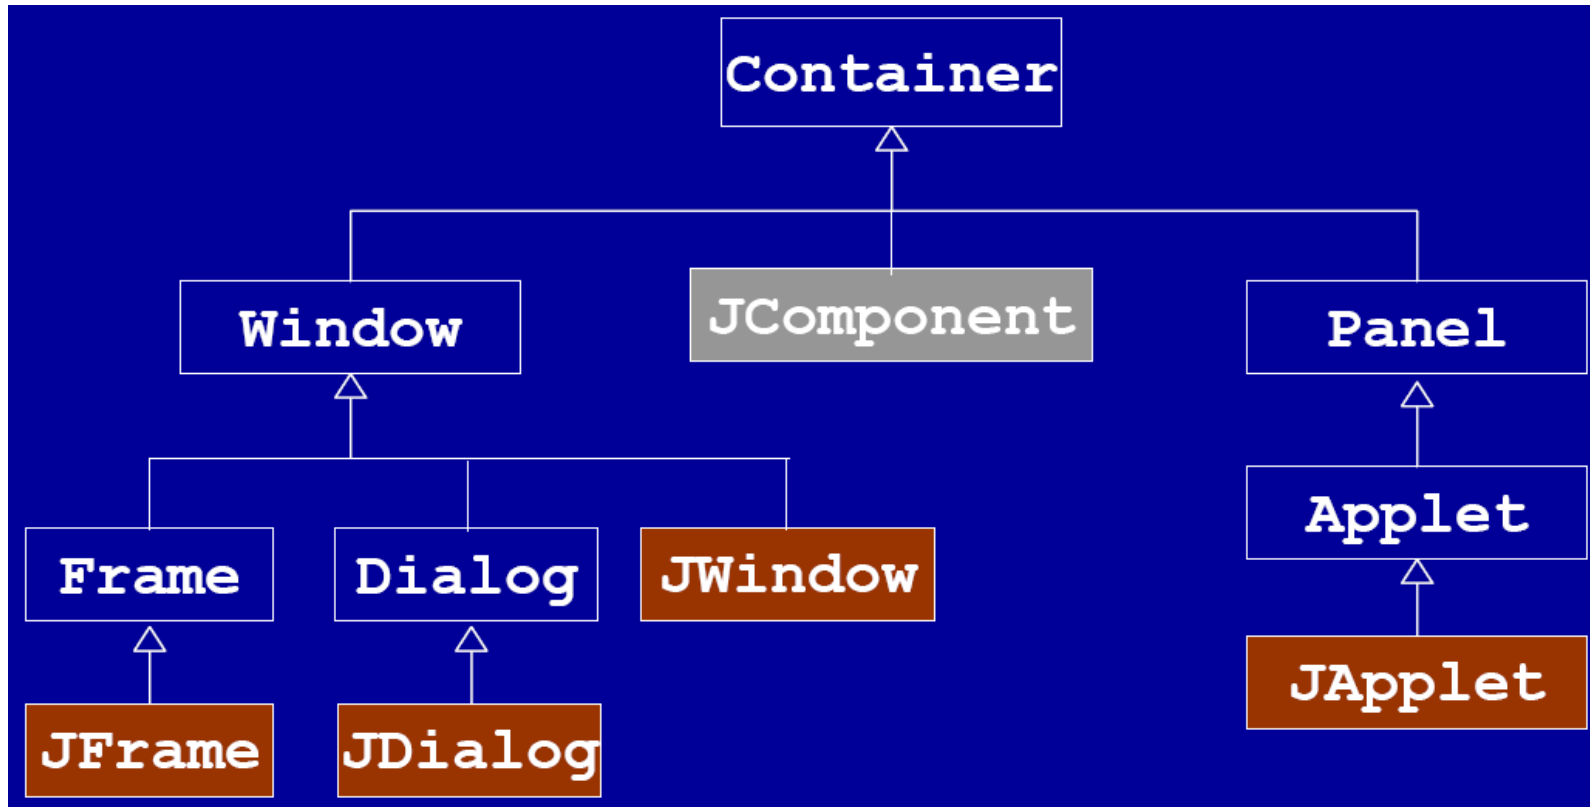 Container
Window
JComponent
Panel
Applet
Frame
Dialog
JWindow
JApplet
JFrame
JDialog